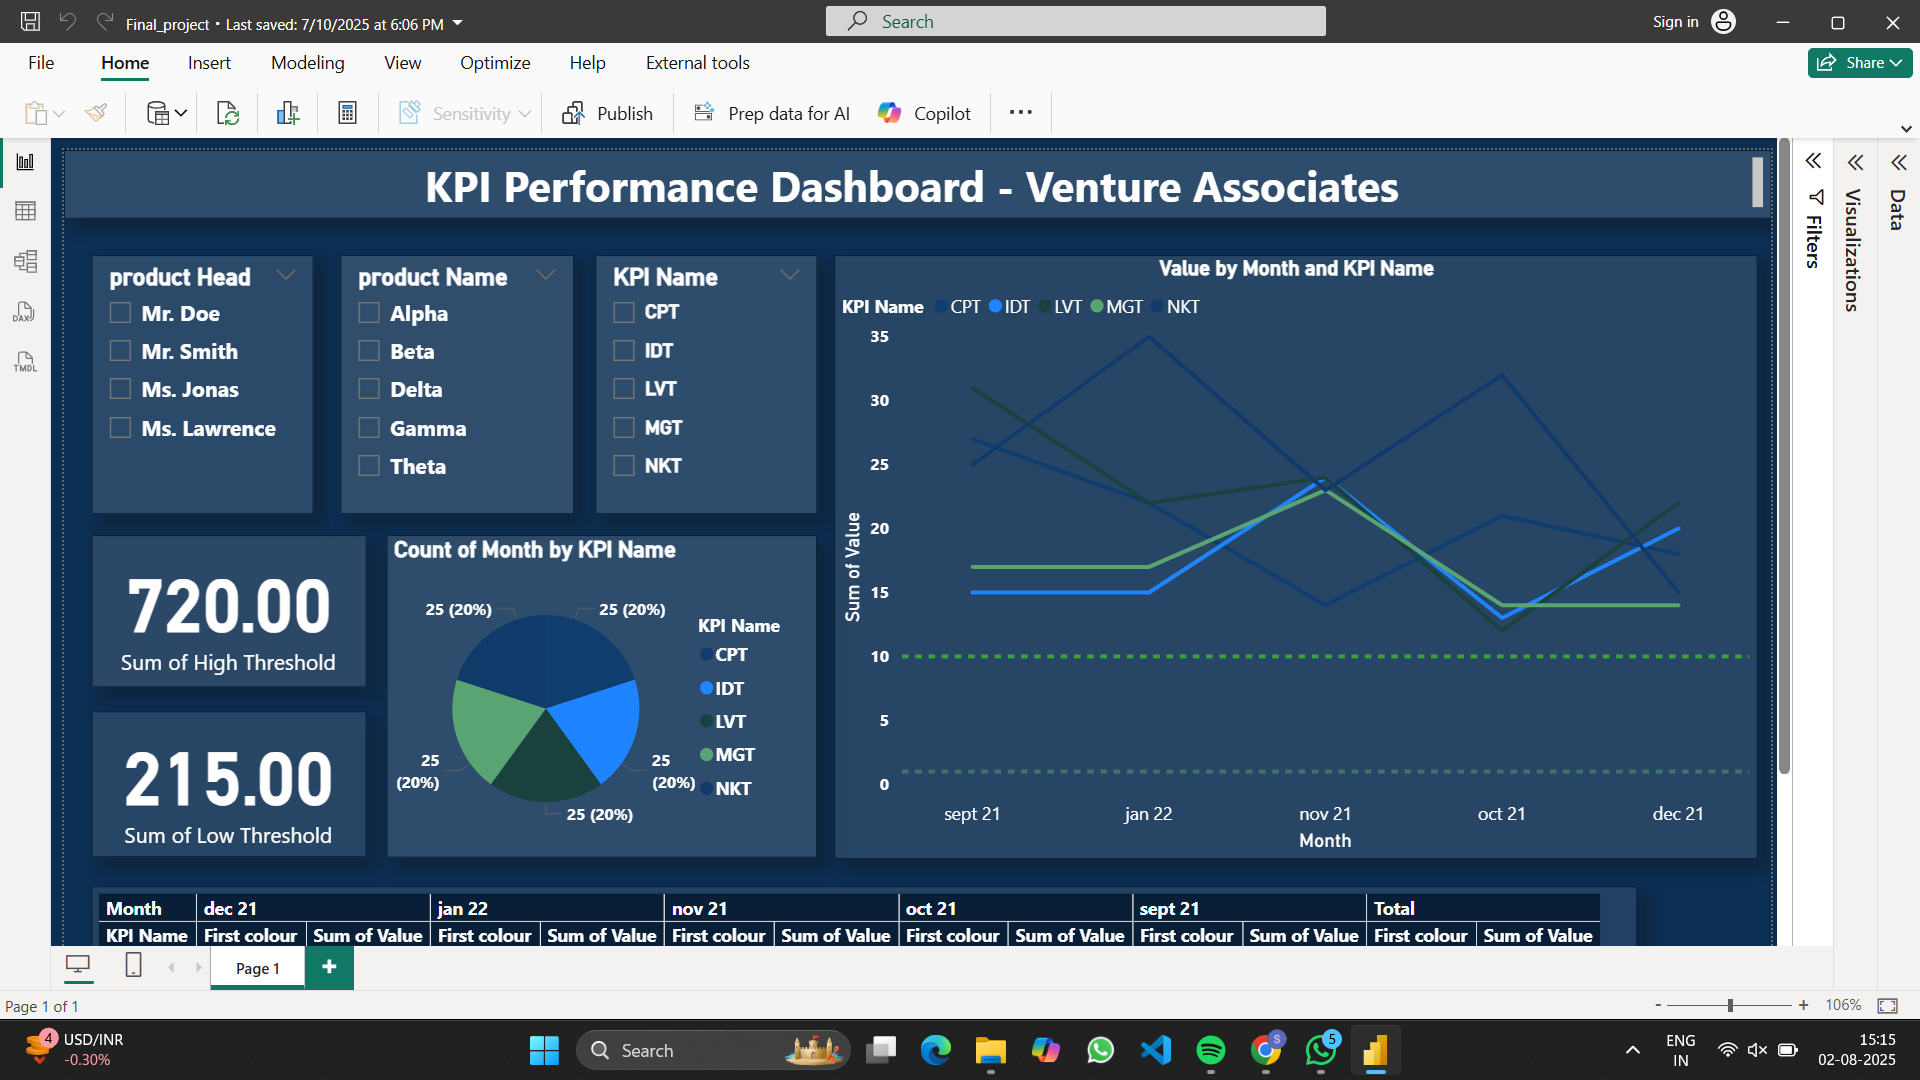 Final_project • Last saved: 7/10/2025 at 6:06 PM
Search
Sign in
File
Home
Insert
Modeling
View
Optimize
Help
External tools
Share
Sensitivity
Publish
Prep data for AI
Copilot
DAX
TMDL
KPI Performance Dashboard - Venture Associates
product Head
Mr. Doe
Mr. Smith
Ms. Jonas
Ms. Lawrence
product Name
Alpha
Beta
Delta
Gamma
Theta
KPI Name
CPT
IDT
LVT
MGT
NKT
720.00
Sum of High Threshold
215.00
Sum of Low Threshold
Count of Month by KPI Name
25 (20%)
25 (20%)
25
(20%)
25
(20%)
25 (20%)
KPI Name
CPT
IDT
LVT
MGT
NKT
Value by Month and KPI Name
KPI Name CPT IDT LVT MGT NKT
35
30
25
20
15
10
5
0
Sum of Value
sept 21 jan 22 nov 21 oct 21 dec 21
Month
Month dec 21 jan 22 nov 21 oct 21 sept 21 Total
KPI Name First colour Sum of Value First colour Sum of Value First colour Sum of Value First colour Sum of Value First colour Sum of Value First colour Sum of Value
Filters
Visualizations
Data
Page 1
Page 1 of 1
- + 106%
4
USD/INR
-0.30%
Search
S
5
ENG
IN
15:15
02-08-2025